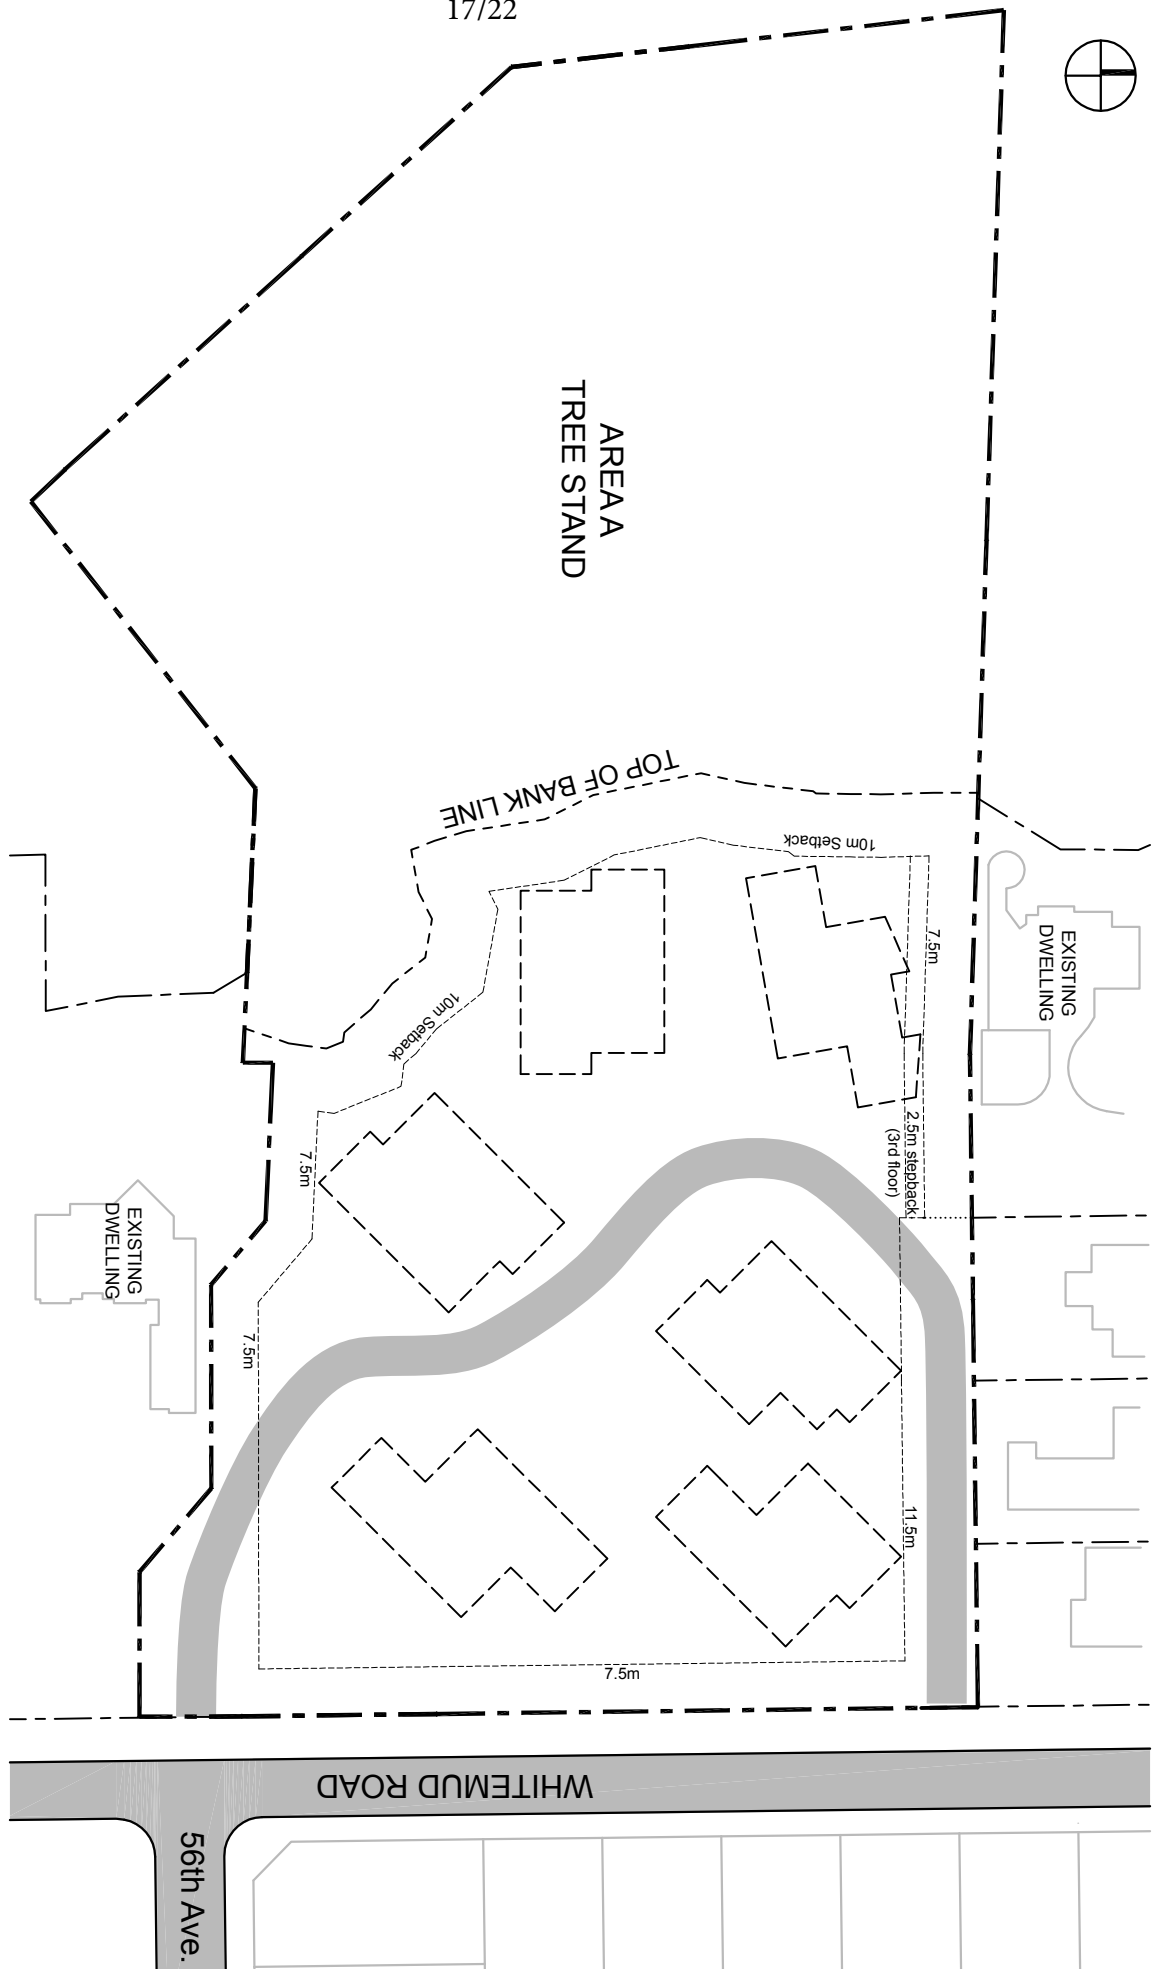 17/22
AREA A
TREE STAND
TOP OF BANK LINE
10m Setback
7.5m
EXISTING
DWELLING
10m Setback
2.5m stepback
(3rd floor)
7.5m
EXISTING
DWELLING
7.5m
11.5m
7.5m
WHITEMUD ROAD
56th Ave.